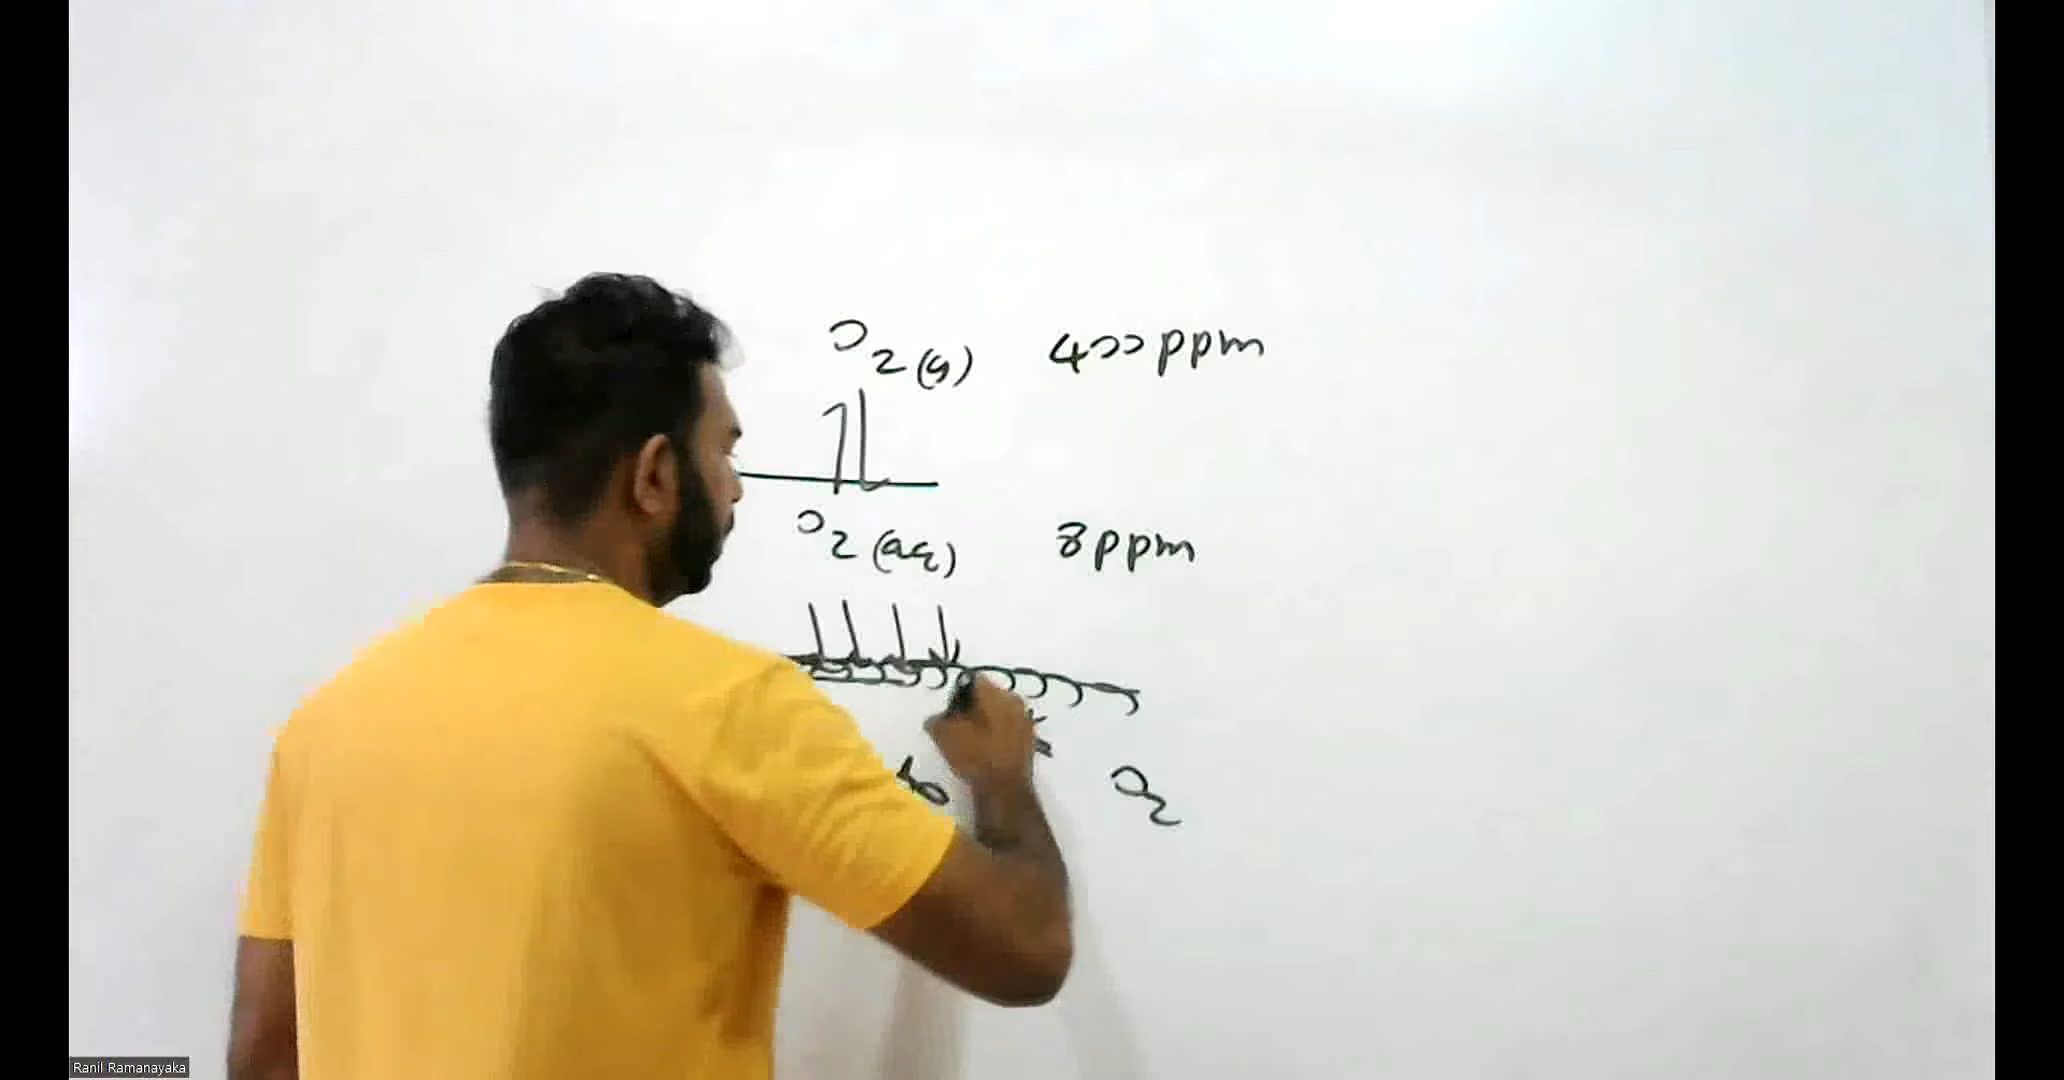 O₂(g) 400 ppm
O₂(aq) 8 ppm
O₂
Ranil Ramanayaka